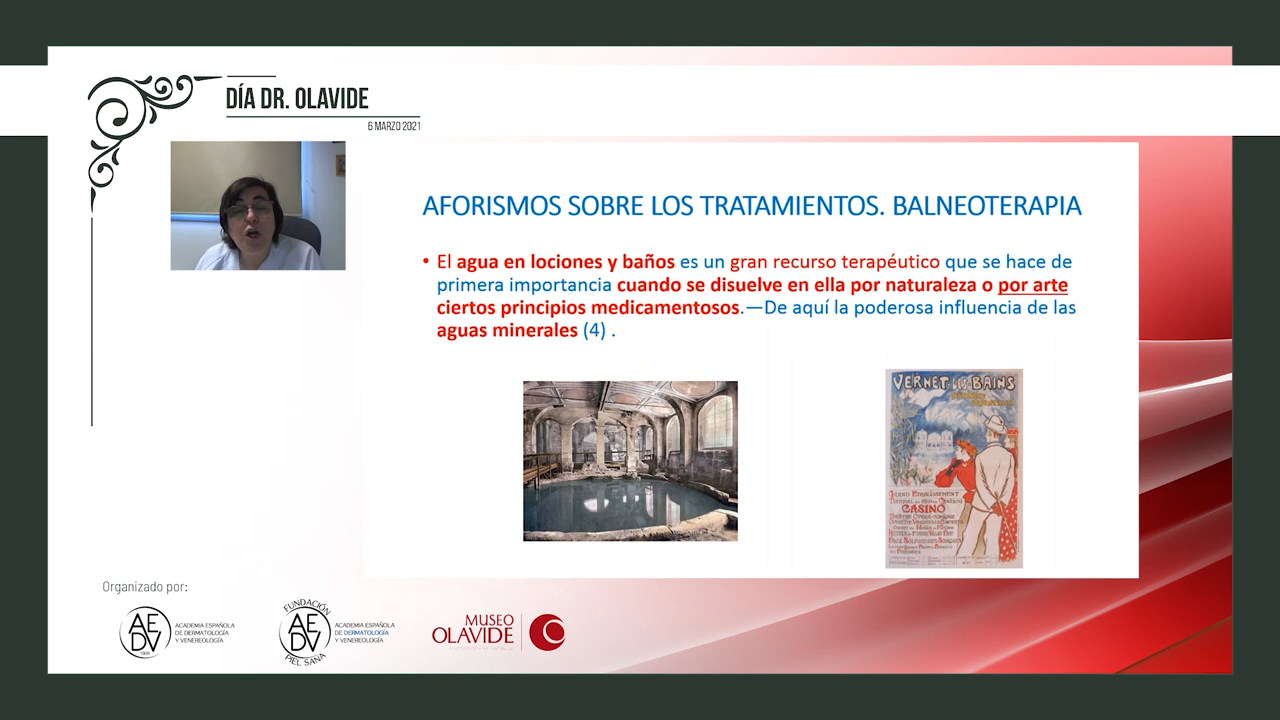 DÍA DR. OLAVIDE
6 MARZO 2021
AFORISMOS SOBRE LOS TRATAMIENTOS. BALNEOTERAPIA
• El agua en lociones y baños es un gran recurso terapéutico que se hace de
primera importancia cuando se disuelve en ella por naturaleza o por arte
ciertos principios medicamentosos.—De aquí la poderosa influencia de las
aguas minerales (4) .
VERNET LES BAINS
GRAND ETABLISSEMENT
CASINO
Organizado por:
AEDV
1909
ACADEMIA ESPAÑOLA
DE DERMATOLOGÍA
Y VENEREOLOGÍA
FUNDACIÓN
AEDV
PIEL SANA
ACADEMIA ESPAÑOLA
DE DERMATOLOGÍA
Y VENEREOLOGÍA
MUSEO
OLAVIDE